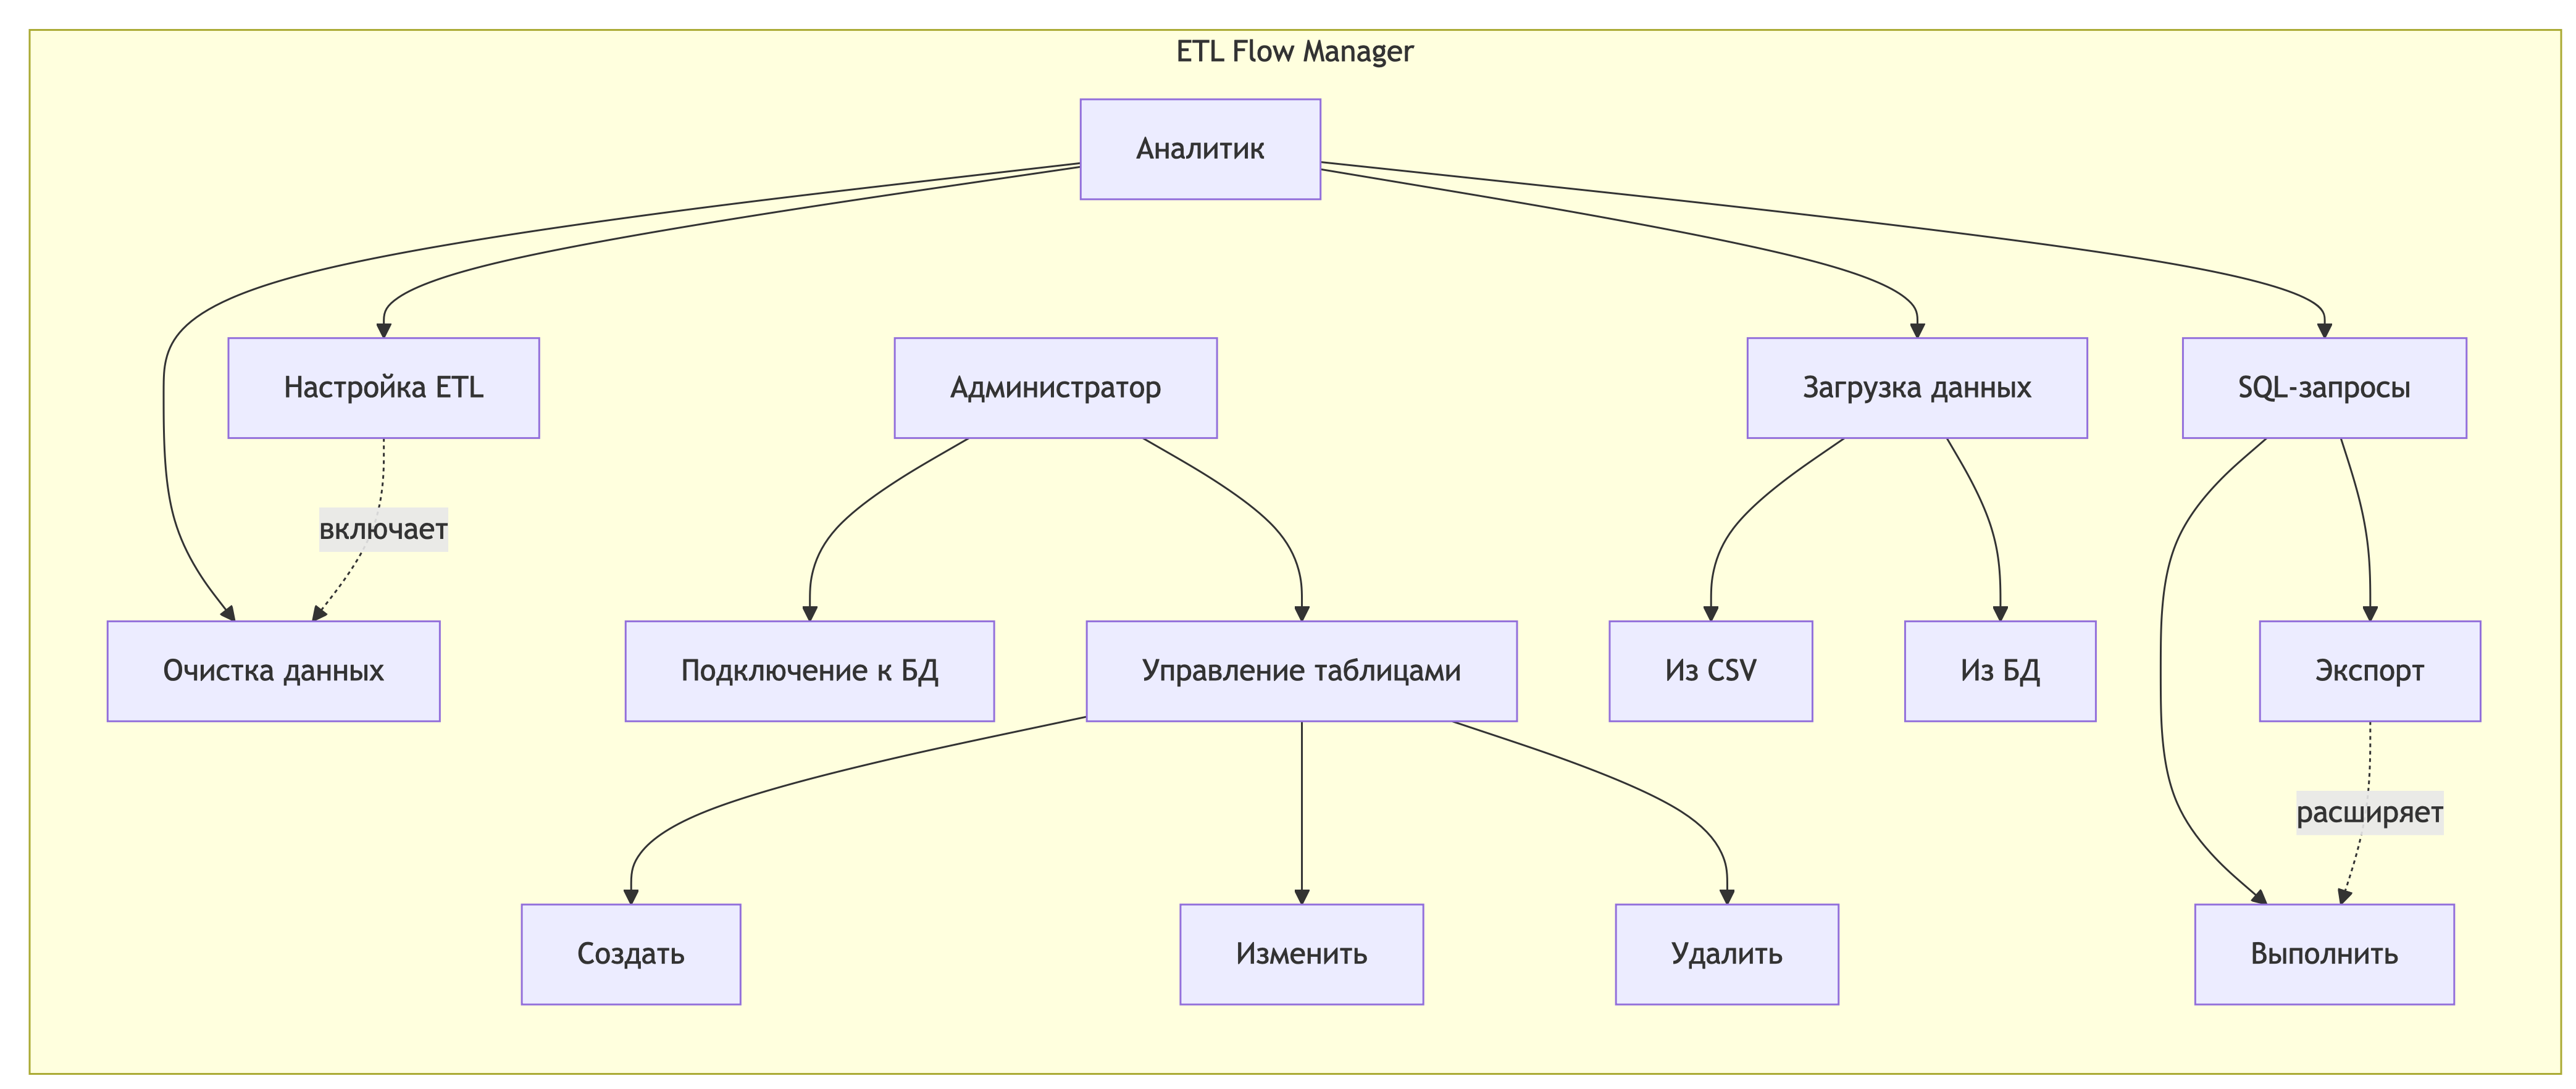 ETL Flow Manager
Аналитик
Настройка ETL
Администратор
Загрузка данных
SQL-запросы
включает
Очистка данных
Подключение к БД
Управление таблицами
Из CSV
Из БД
Экспорт
расширяет
Создать
Изменить
Удалить
Выполнить